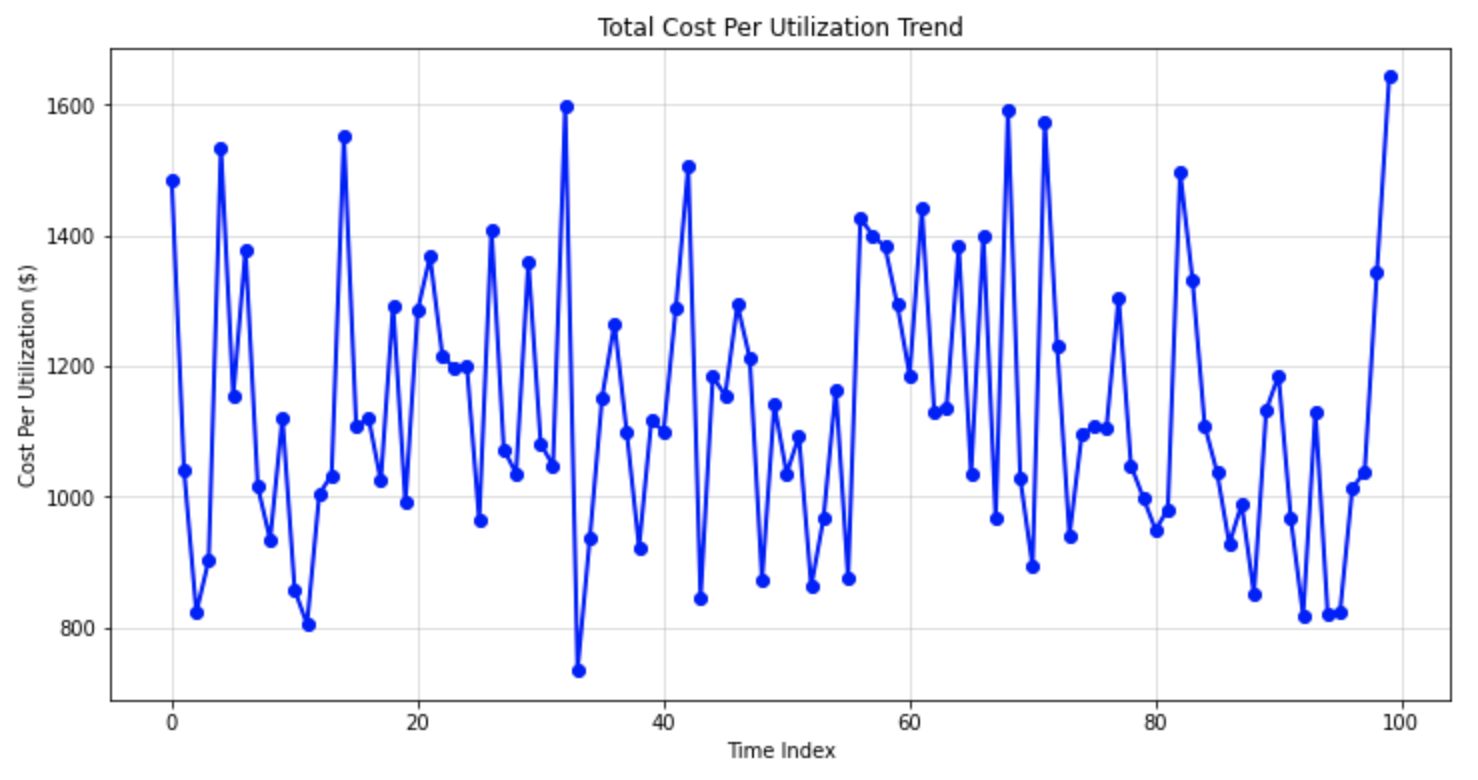 Total Cost Per Utilization Trend
Cost Per Utilization ($)
1600
1400
1200
1000
800
0 20 40 60 80 100
Time Index